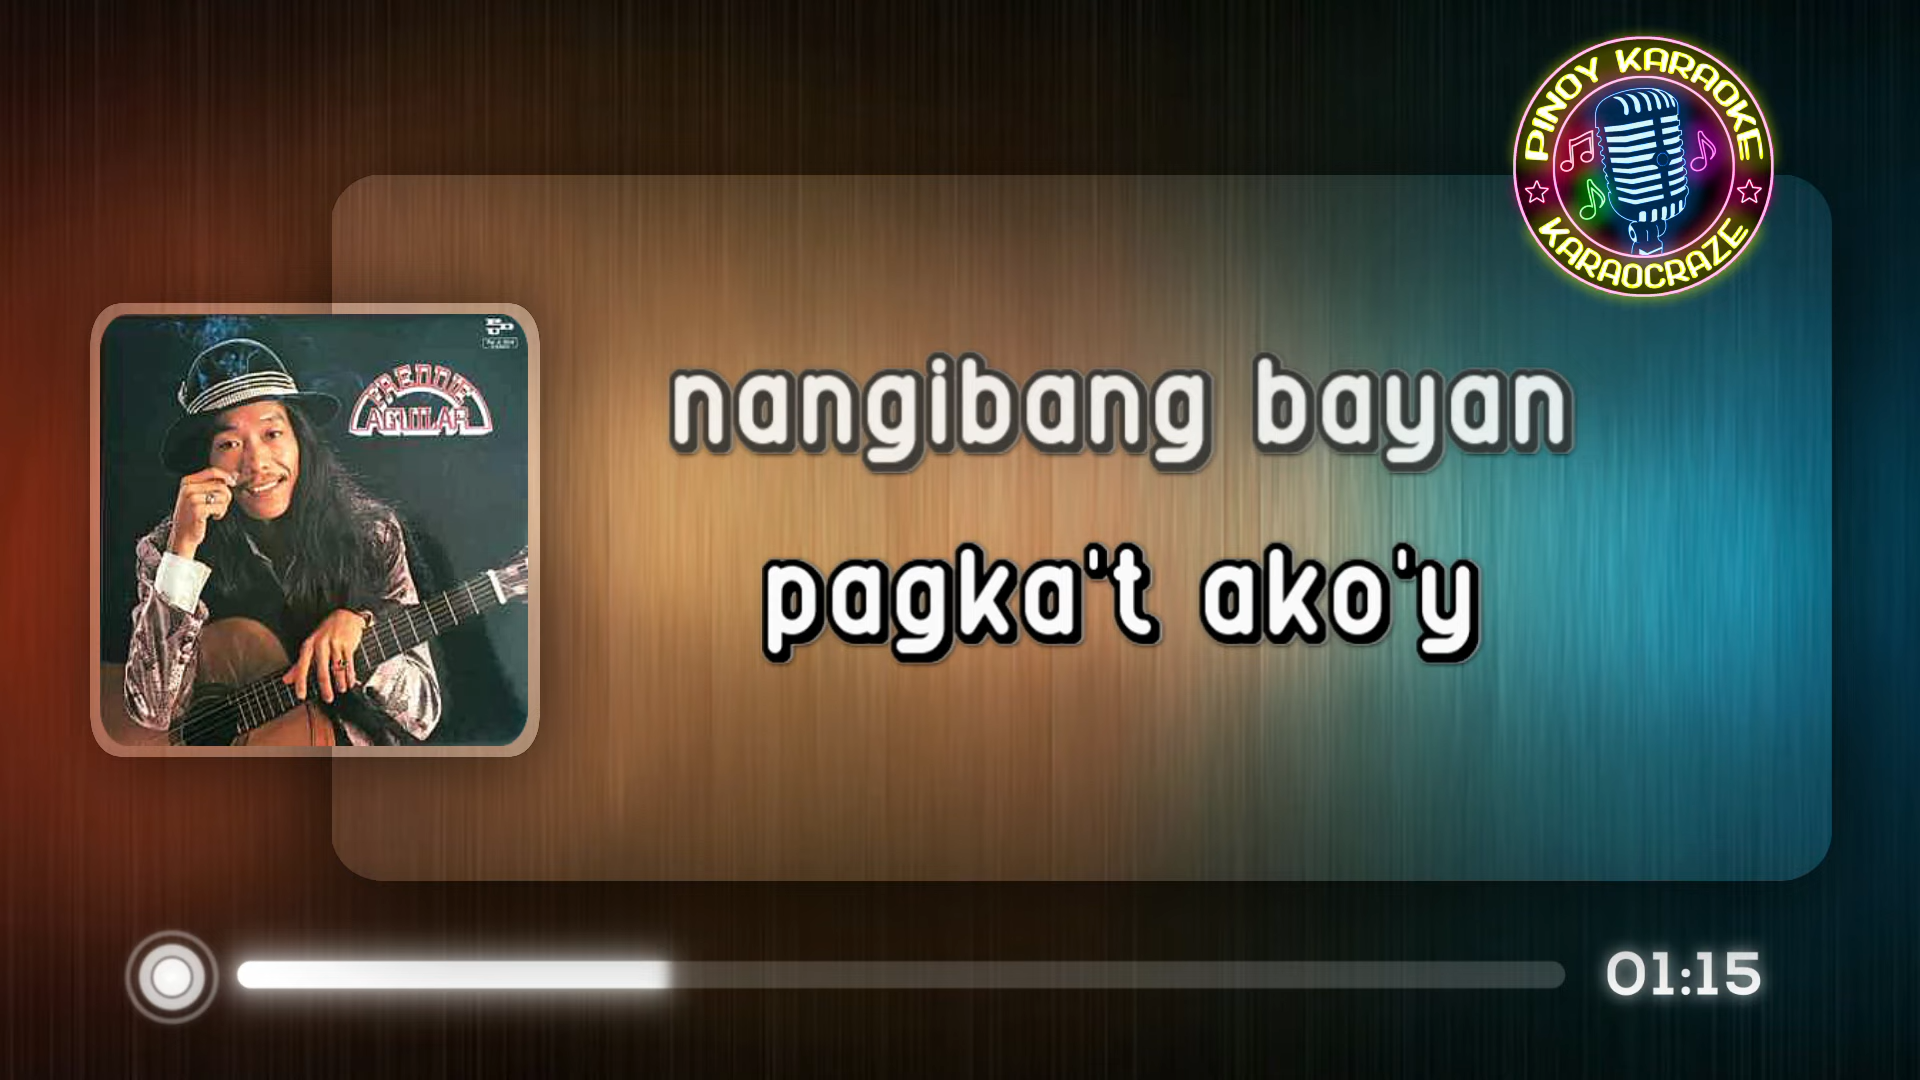 PINOY KARAOKE
KARAOCRAZE
FREDDIE
AGUILAR
nangibang bayan
pagka't ako'y
01:15